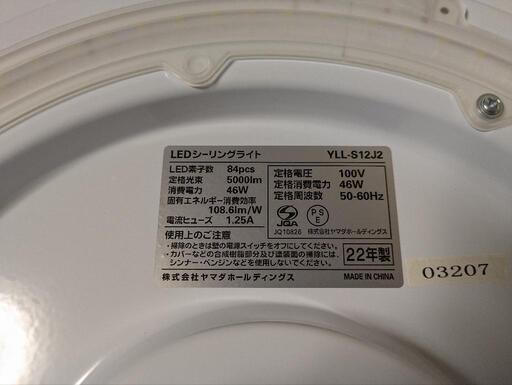 LEDシーリングライト YLL-S12J2
LED素子数 84pcs
定格光束 5000lm
消費電力 46W
固有エネルギー消費効率
108.6lm/W
電流ヒューズ 1.25A
定格電圧 100V
定格消費電力 46W
定格周波数 50-60Hz
JQA
JQ10826
P
S
E
株式会社ヤマダホールディングス
使用上のご注意
・掃除のときは壁の電源スイッチをオフにしてください。
・カバーなどの合成樹脂部分及び塗装面の掃除には、
シンナー・ベンジンなどを使用しないでください。
22年製
株式会社ヤマダホールディングス MADE IN CHINA
03207